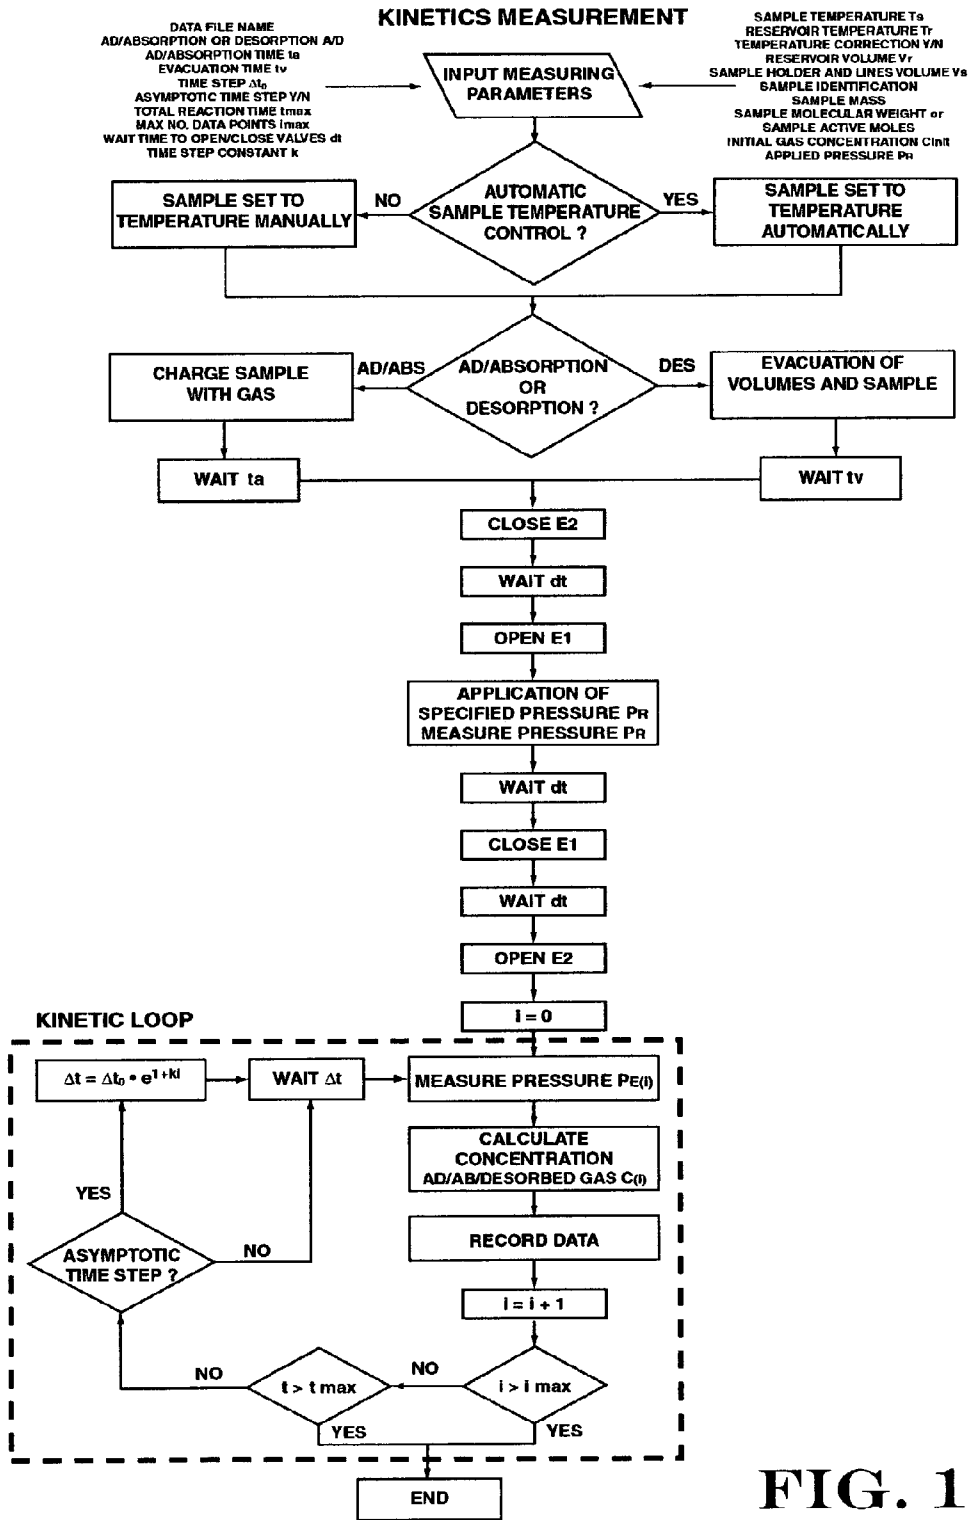 KINETICS MEASUREMENT
DATA FILE NAME
AD/ABSORPTION OR DESORPTION A/D
AD/ABSORPTION TIME ta
EVACUATION TIME tv
TIME STEP Δt₀
ASYMPTOTIC TIME STEP Y/N
TOTAL REACTION TIME tmax
MAX NO. DATA POINTS imax
WAIT TIME TO OPEN/CLOSE VALVES dt
TIME STEP CONSTANT k
INPUT MEASURING
PARAMETERS
SAMPLE TEMPERATURE Ts
RESERVOIR TEMPERATURE Tr
TEMPERATURE CORRECTION Y/N
RESERVOIR VOLUME Vr
SAMPLE HOLDER AND LINES VOLUME Vs
SAMPLE IDENTIFICATION
SAMPLE MASS
SAMPLE MOLECULAR WEIGHT or
SAMPLE ACTIVE MOLES
INITIAL GAS CONCENTRATION Cinit
APPLIED PRESSURE PR
SAMPLE SET TO
TEMPERATURE MANUALLY
NO
AUTOMATIC
SAMPLE TEMPERATURE
CONTROL ?
YES
SAMPLE SET TO
TEMPERATURE
AUTOMATICALLY
CHARGE SAMPLE
WITH GAS
AD/ABS
AD/ABSORPTION
OR
DESORPTION ?
DES
EVACUATION OF
VOLUMES AND SAMPLE
WAIT ta
WAIT tv
CLOSE E2
WAIT dt
OPEN E1
APPLICATION OF
SPECIFIED PRESSURE PR
MEASURE PRESSURE PR
WAIT dt
CLOSE E1
WAIT dt
OPEN E2
i = 0
KINETIC LOOP
Δt = Δt₀ • e^1+ki
WAIT Δt
MEASURE PRESSURE PE(i)
CALCULATE
CONCENTRATION
AD/AB/DESORBED GAS C(i)
YES
RECORD DATA
ASYMPTOTIC
TIME STEP ?
NO
i = i + 1
NO
t > t max
NO
i > i max
YES
YES
END
FIG. 1